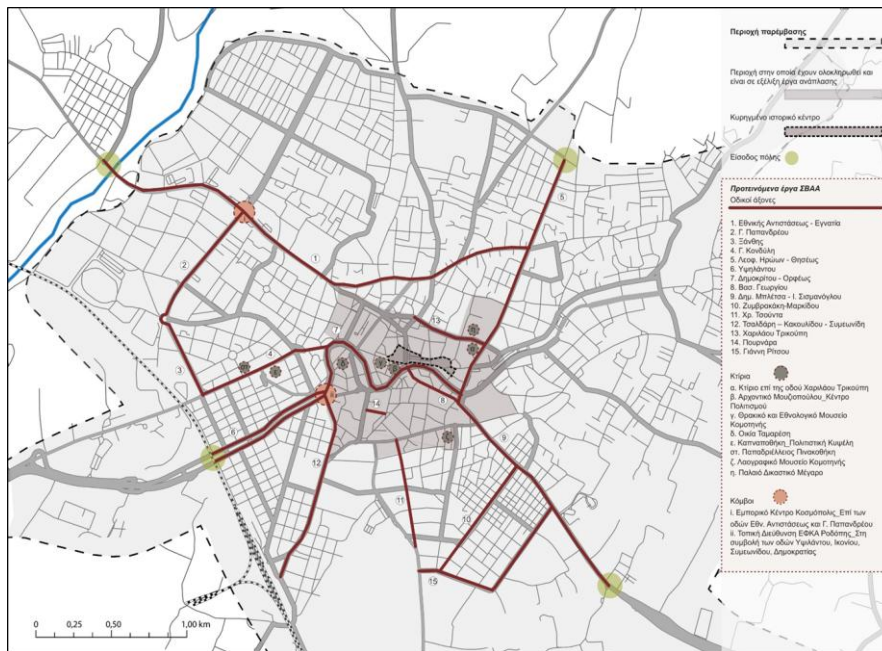 Περιοχή παρέμβασης
Περιοχή στην οποία έχουν ολοκληρωθεί και
είναι σε εξέλιξη έργα ανάπλασης
Κυρηγμένο ιστορικό κέντρο
Είσοδος πόλης
Προτεινόμενα έργα ΣΒΑΑ
Οδικοί άξονες
1. Εθνικής Αντιστάσεως - Εγνατία
2. Γ. Παπανδρέου
3. Ξάνθης
4. Γ. Κονδύλη
5. Λεοφ. Ηρώων - Θησέως
6. Υψηλάντου
7. Δημοκρίτου - Ορφέως
8. Βασ. Γεωργίου
9. Δημ. Μπλέτσα - Ι. Σισμανόγλου
10. Ζυμβρακάκη-Μαρκίδου
11. Χρ. Τσούντα
12. Τσαλδάρη – Κακουλίδου - Συμεωνίδη
13. Χαριλάου Τρικούπη
14. Πουρνάρα
15. Γιάννη Ρίτσου
Κτίρια
α. Κτίριο επί της οδού Χαριλάου Τρικούπη
β. Αρχοντικό Μουζιοπούλου_Κέντρο
Πολιτισμού
γ. Θρακικό και Εθνολογικό Μουσείο
Κομοτηνής
δ. Οικία Ταμαρέση
ε. Καπναποθήκη_Πολιτιστική Κυψέλη
στ. Παπαδριέλλειος Πινακοθήκη
ζ. Λαογραφικό Μουσείο Κομοτηνής
η. Παλαιό Δικαστικό Μέγαρο
Κόμβοι
i. Εμπορικό Κέντρο Κοσμόπολις_Επί των
οδών Εθν. Αντιστάσεως και Γ. Παπανδρέου
ii. Τοπική Διεύθυνση ΕΦΚΑ Ροδόπης_Στη
συμβολή των οδών Υψιλάντου, Ικονίου,
Συμεωνίδου, Δημοκρατίας
5
1
2
13
7
4
3
8
14
6
9
12
11
10
15
0 0,25 0,50 1,00 km